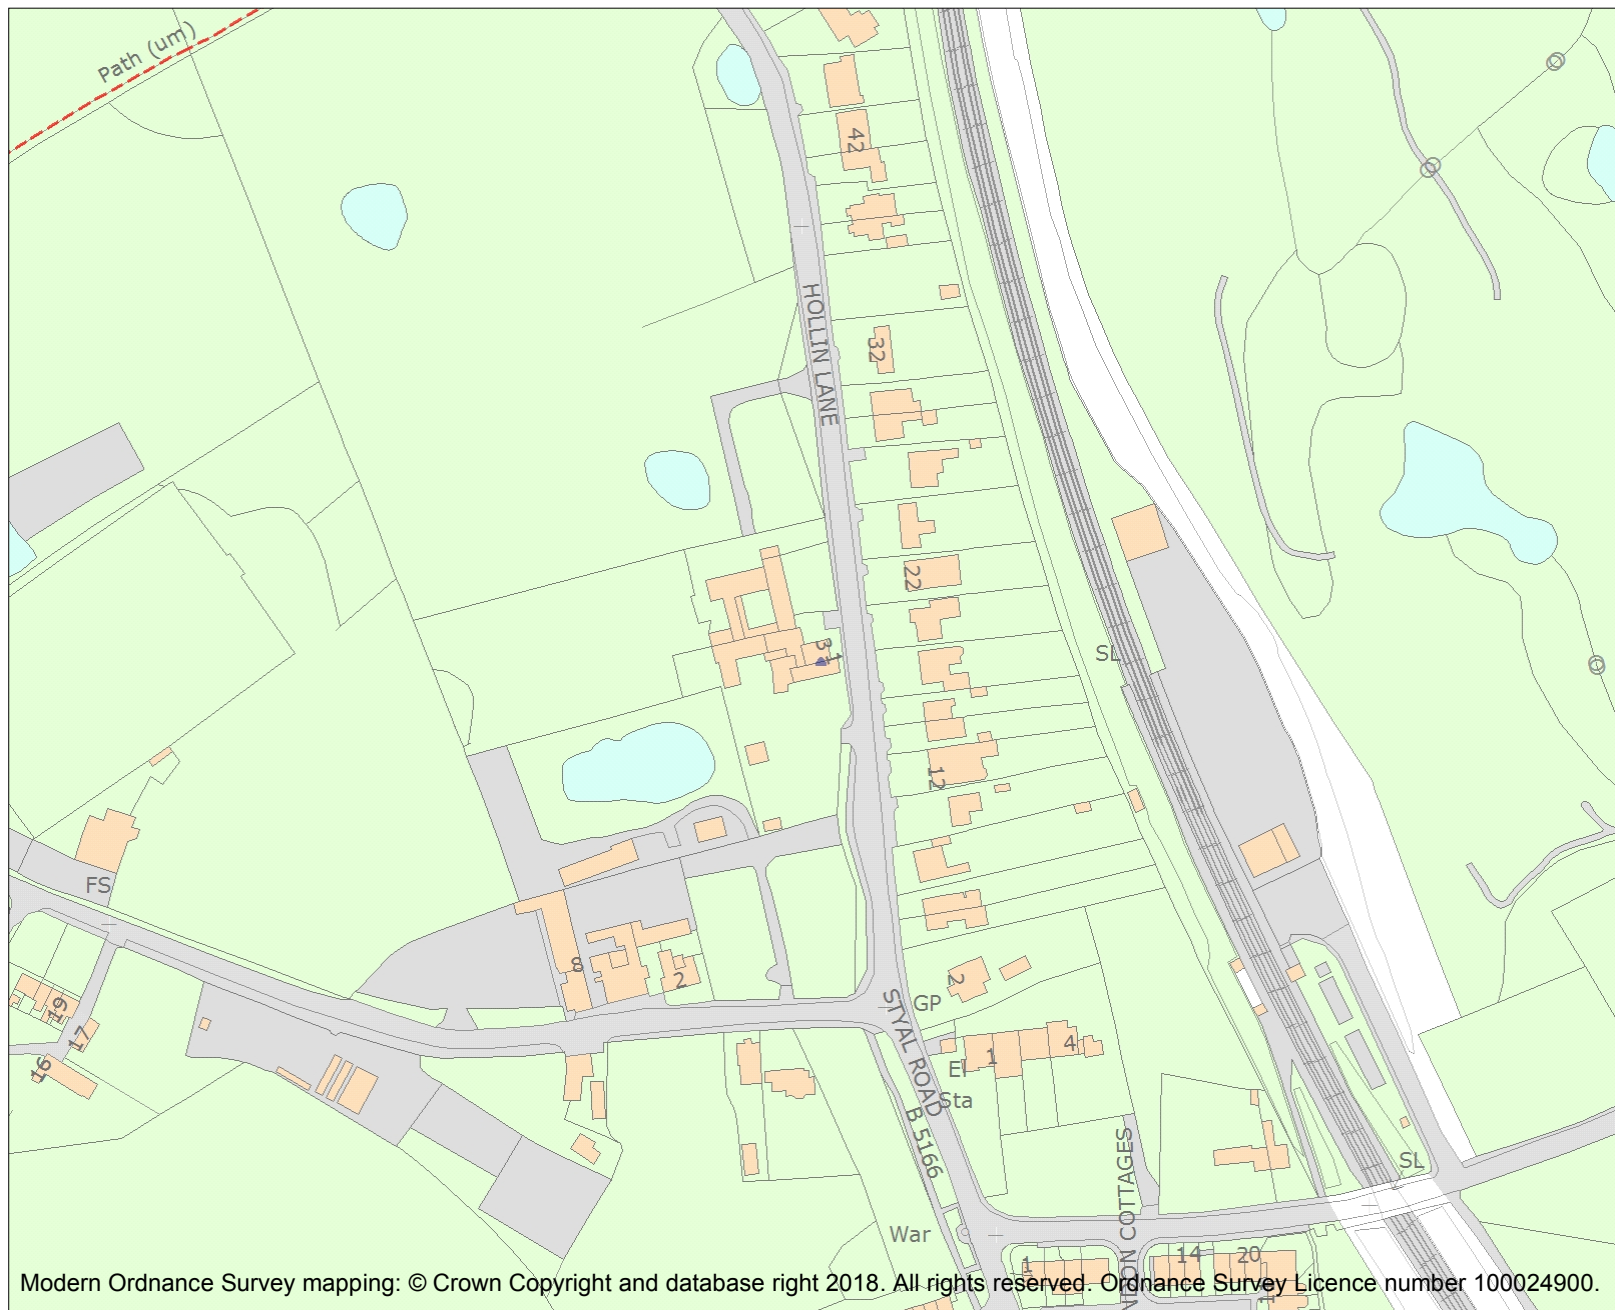 Path (um)
42
HOLLIN LANE
32
22
3
1
SL
12
FS
8
2
2
19
17
16
GP
STYAL ROAD
1
4
El
Sta
B 5166
SL
War
14
20
1
Modern Ordnance Survey mapping: © Crown Copyright and database right 2018. All rights reserved. Ordnance Survey Licence number 100024900.